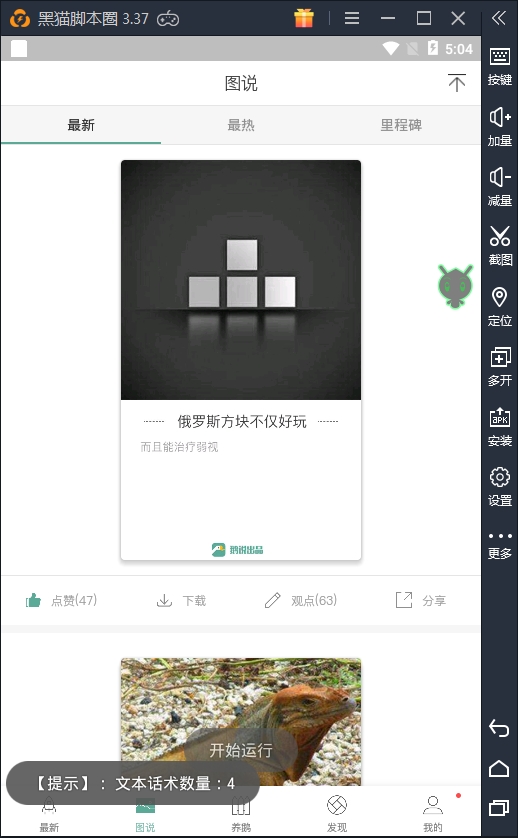 黑猫脚本圈 3.37
5:04
图说
最新
最热
里程碑
俄罗斯方块不仅好玩
而且能治疗弱视
鹅说出品
点赞(47)
下载
观点(63)
分享
开始运行
【提示】：文本话术数量：4
最新
图说
养鹅
发现
我的
按键
加量
减量
截图
定位
多开
APK
安装
设置
更多